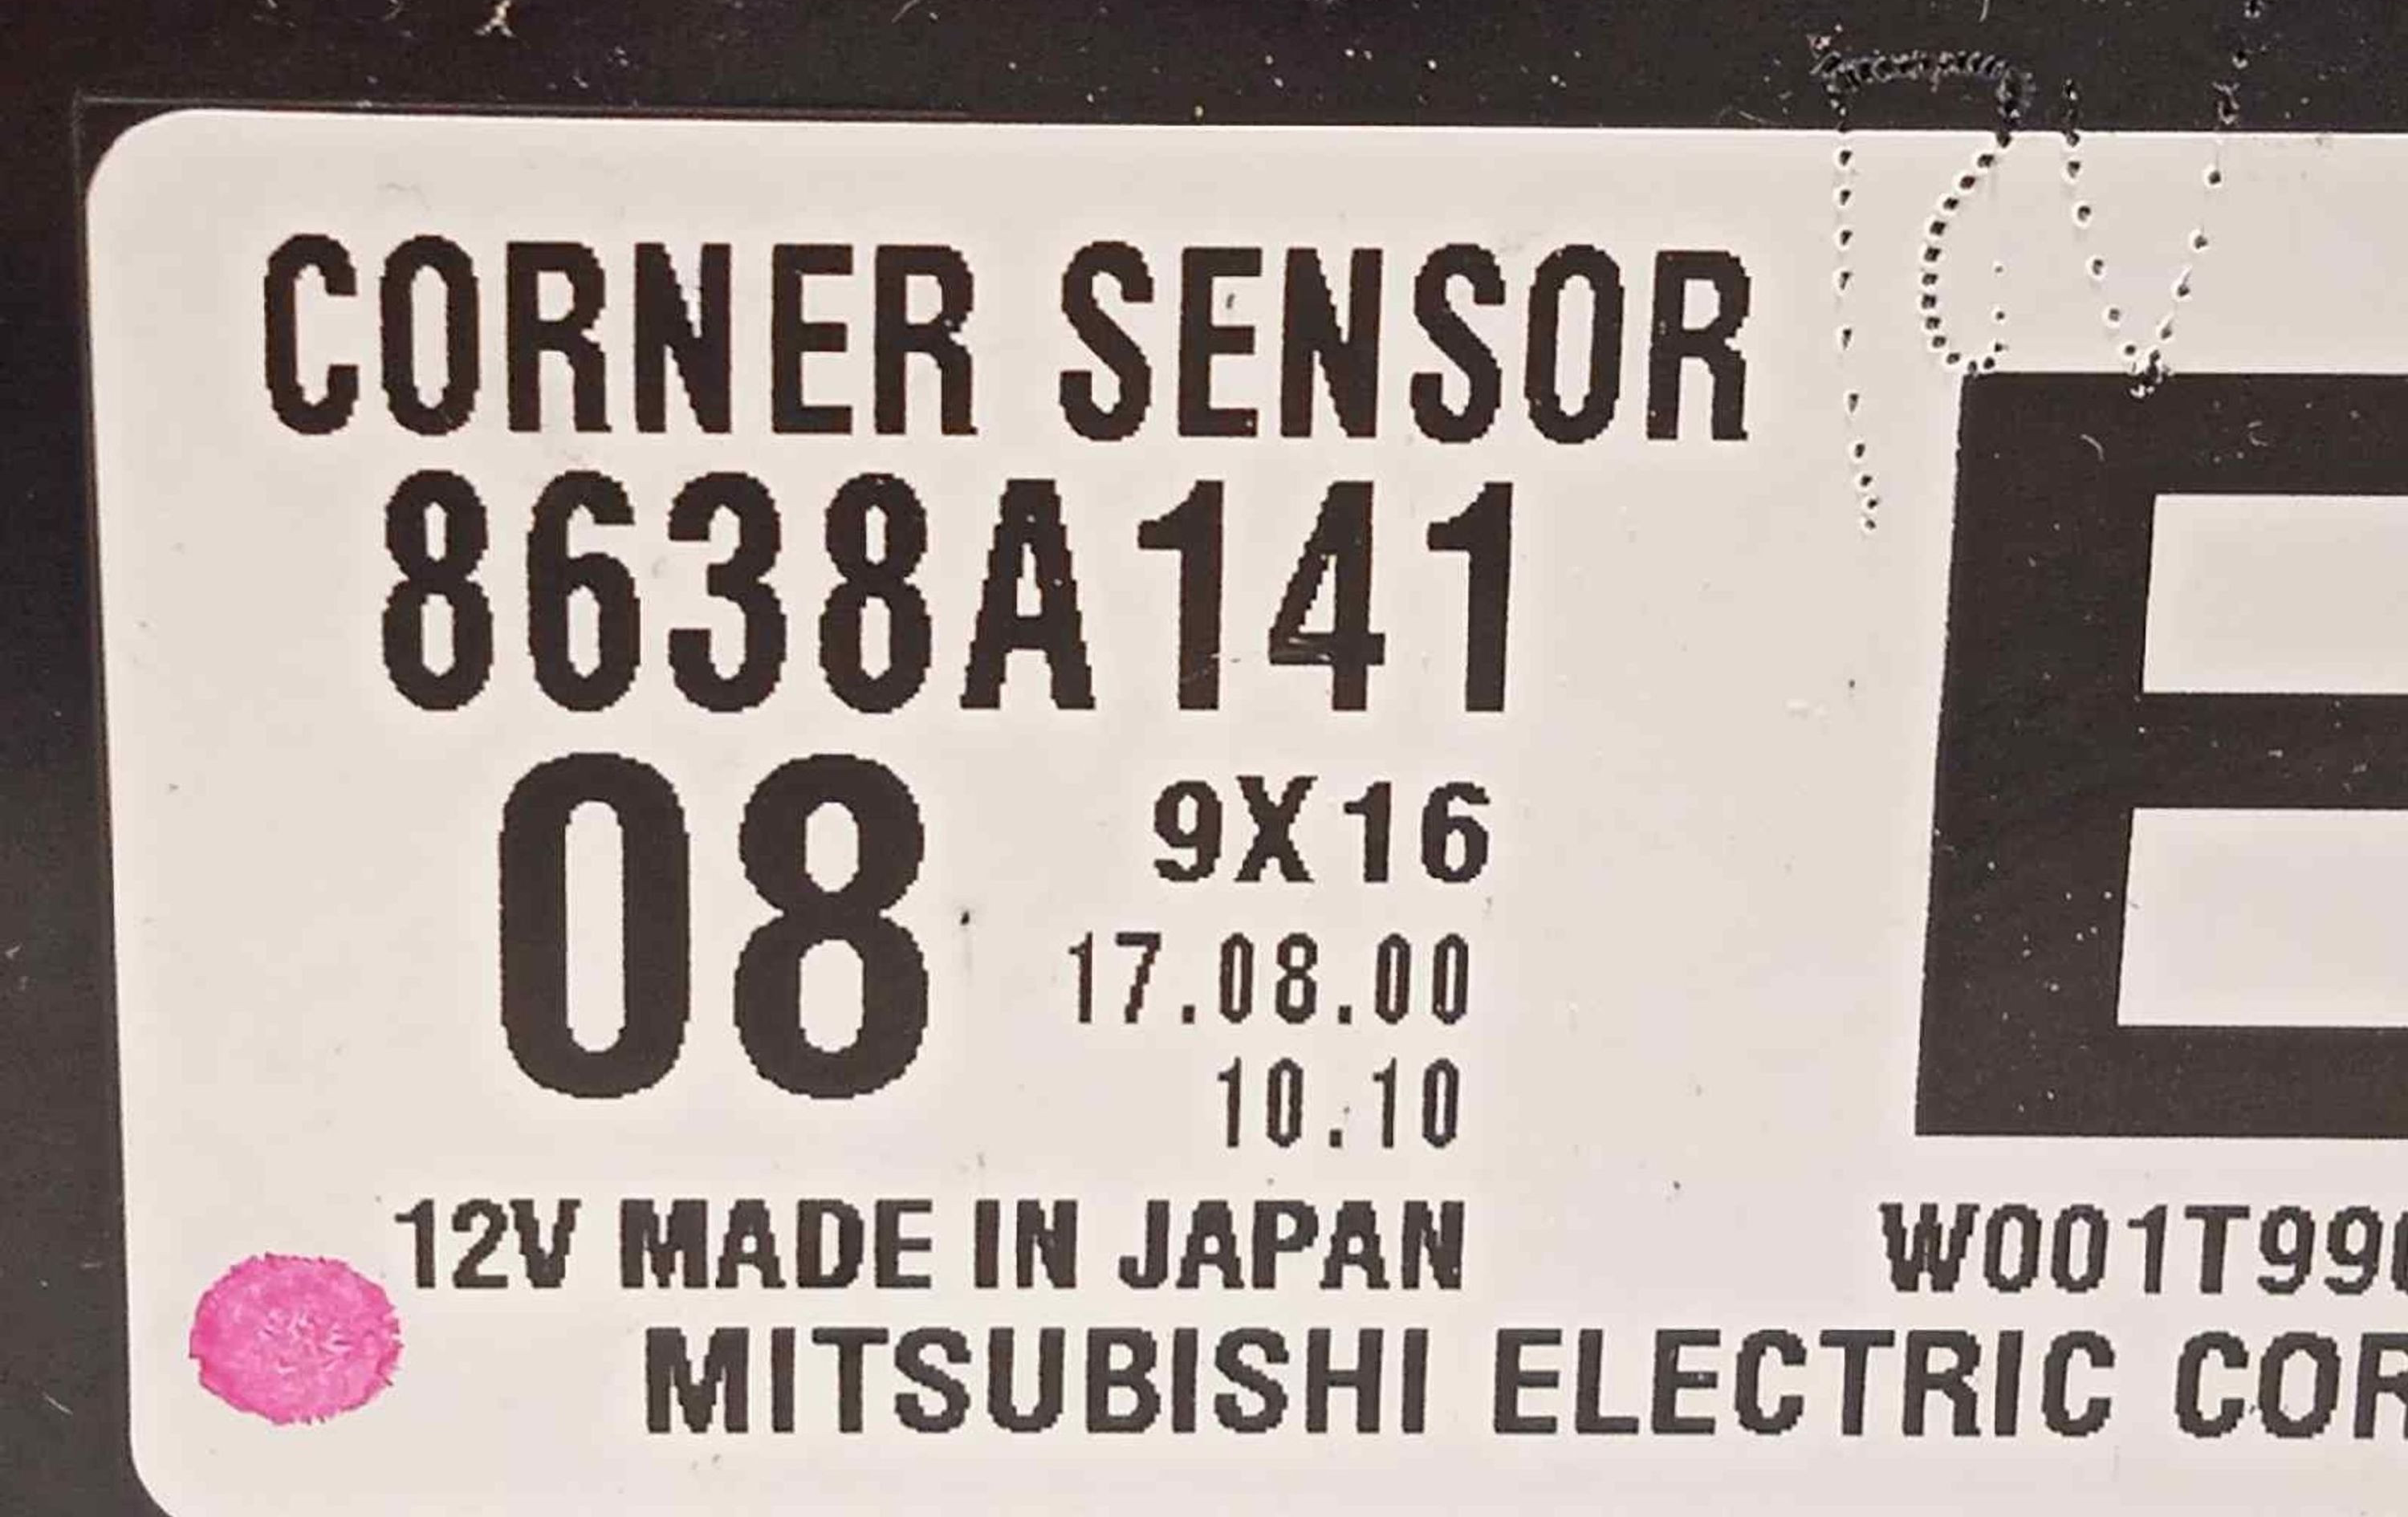 CORNER SENSOR
8638A141
08
9X16
17.08.00
10.10
E
12V MADE IN JAPAN
W001T99
MITSUBISHI ELECTRIC COR